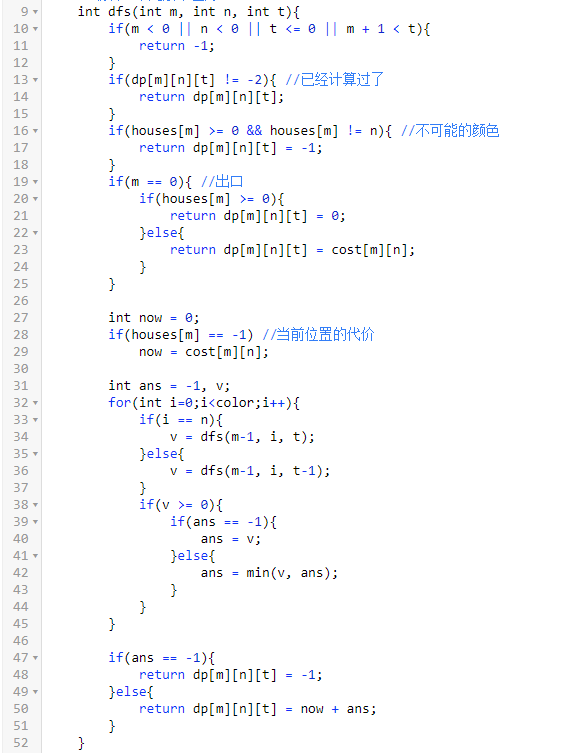 9 int dfs(int m, int n, int t){
10 if(m < 0 || n < 0 || t <= 0 || m + 1 < t){
11 return -1;
12 }
13 if(dp[m][n][t] != -2){ //已经计算过了
14 return dp[m][n][t];
15 }
16 if(houses[m] >= 0 && houses[m] != n){ //不可能的颜色
17 return dp[m][n][t] = -1;
18 }
19 if(m == 0){ //出口
20 if(houses[m] >= 0){
21 return dp[m][n][t] = 0;
22 }else{
23 return dp[m][n][t] = cost[m][n];
24 }
25 }
26
27 int now = 0;
28 if(houses[m] == -1) //当前位置的代价
29 now = cost[m][n];
30
31 int ans = -1, v;
32 for(int i=0;i<color;i++){
33 if(i == n){
34 v = dfs(m-1, i, t);
35 }else{
36 v = dfs(m-1, i, t-1);
37 }
38 if(v >= 0){
39 if(ans == -1){
40 ans = v;
41 }else{
42 ans = min(v, ans);
43 }
44 }
45 }
46
47 if(ans == -1){
48 return dp[m][n][t] = -1;
49 }else{
50 return dp[m][n][t] = now + ans;
51 }
52 }